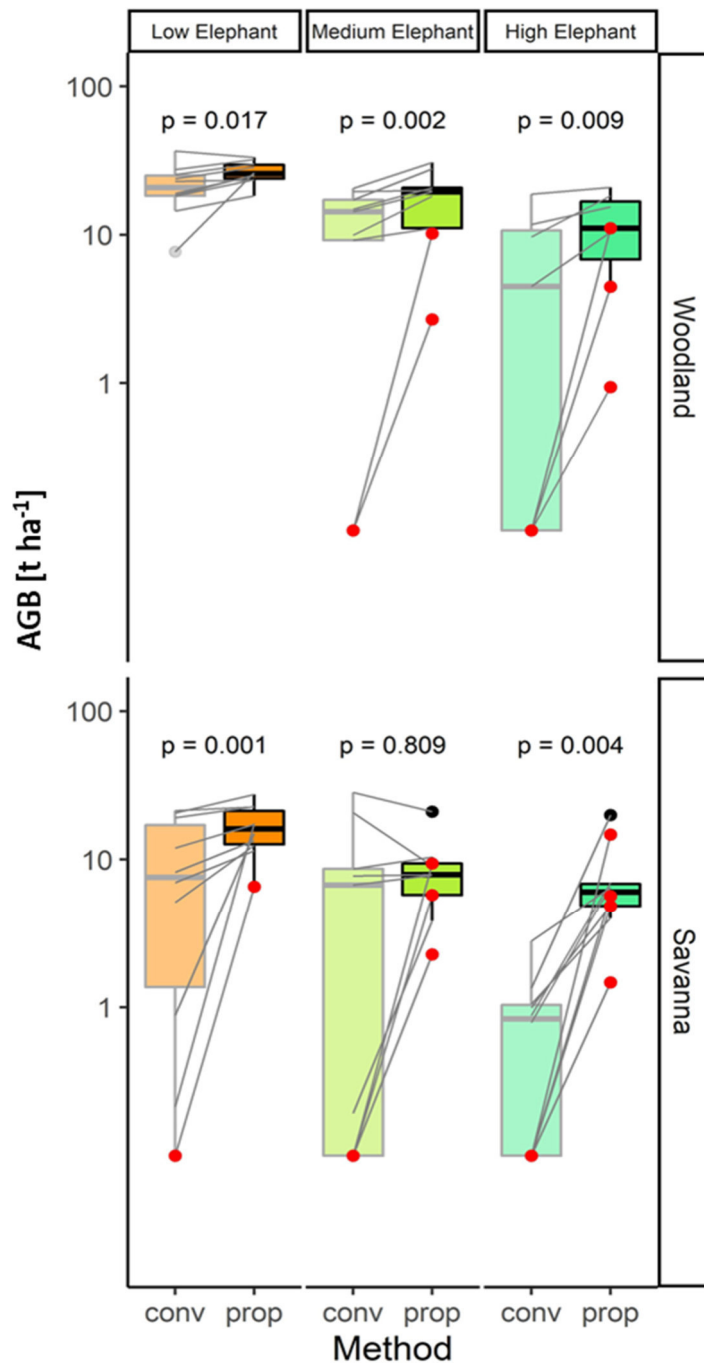 Low Elephant Medium Elephant High Elephant
100
p = 0.017 p = 0.002 p = 0.009
10
1
Woodland
AGB [t ha⁻¹]
100
p = 0.001 p = 0.809 p = 0.004
10
1
Savanna
conv prop conv prop conv prop
Method